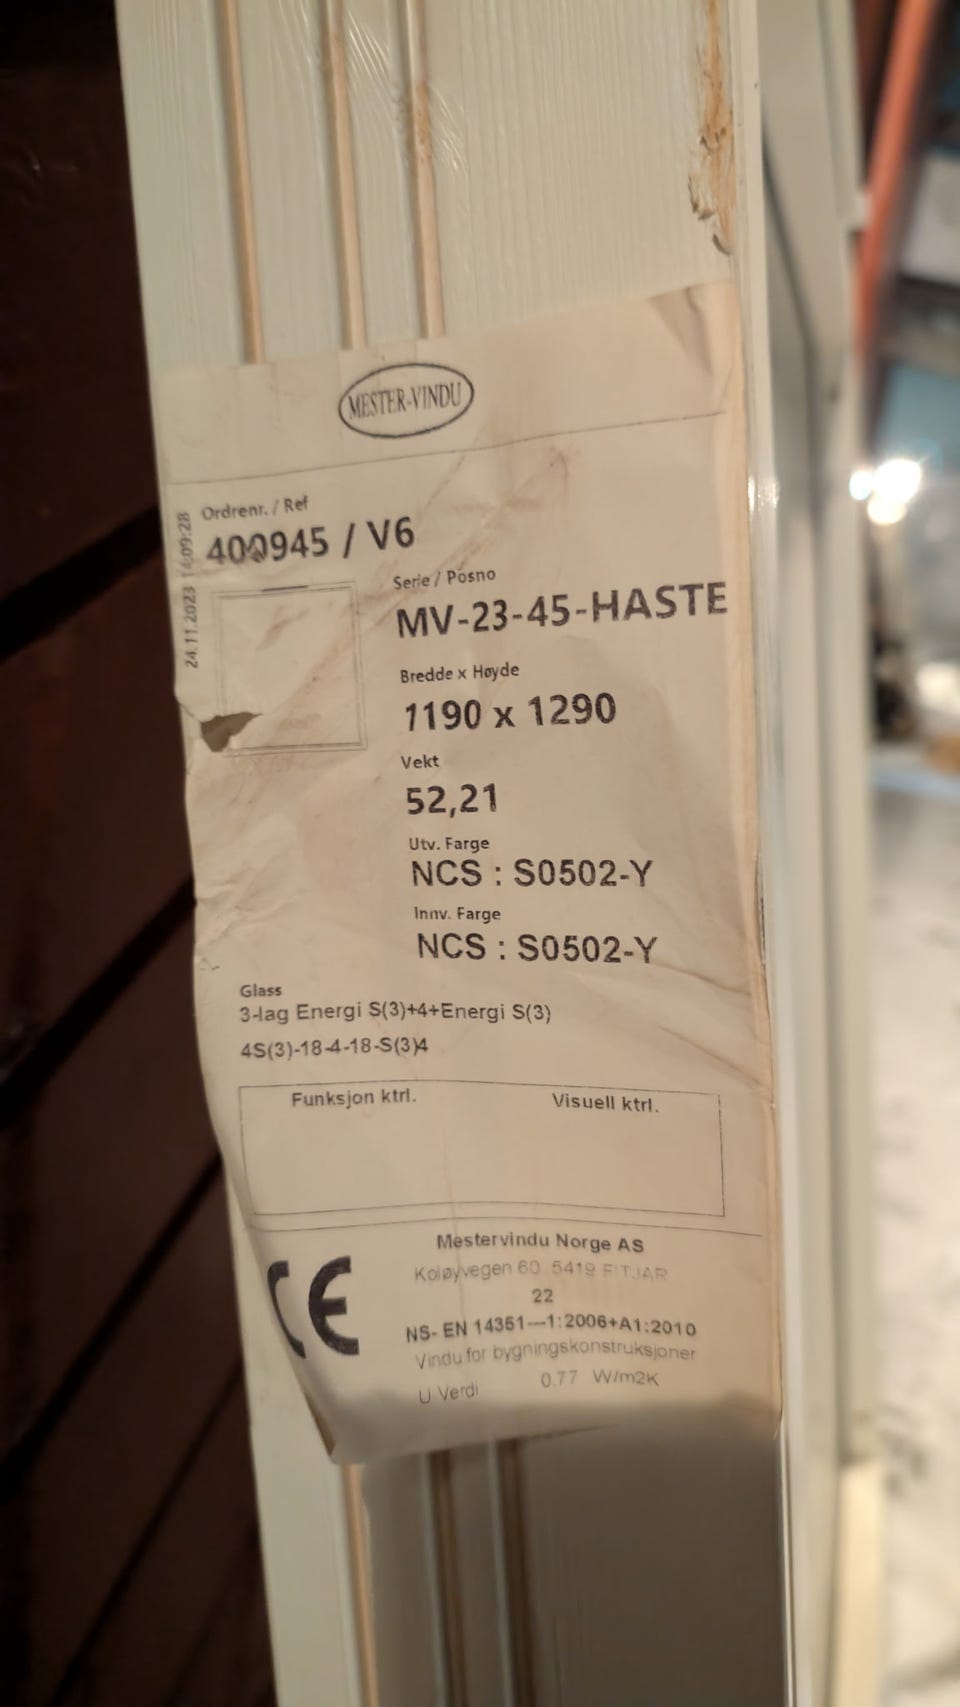 MESTER-VINDU
Ordrenr. / Ref
400945 / V6
24.11.2023 14:09:28
Serie / Posno
MV-23-45-HASTE
Bredde x Høyde
1190 x 1290
Vekt
52,21
Utv. Farge
NCS : S0502-Y
Innv. Farge
NCS : S0502-Y
Glass
3-lag Energi S(3)+4+Energi S(3)
4S(3)-18-4-18-S(3)4
Funksjon ktrl. Visuell ktrl.
CE
Mestervindu Norge AS
Koløyvegen 60 5419 FITJAR
22
NS- EN 14351---1:2006+A1:2010
Vindu for bygningskonstruksjoner
U Verdi 0.77 W/m2K